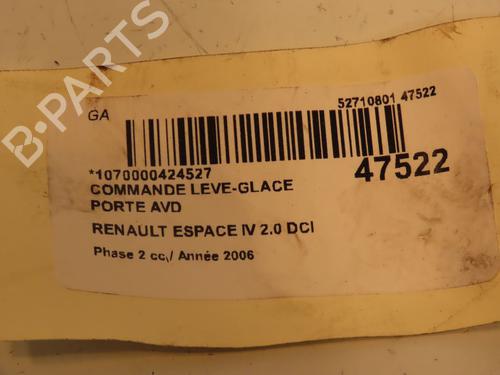 GA
52710801 47522
*1070000424527
47522
COMMANDE LEVE-GLACE
PORTE AVD
RENAULT ESPACE IV 2.0 DCI
Phase 2 cc\/ Année 2006
B-PARTS